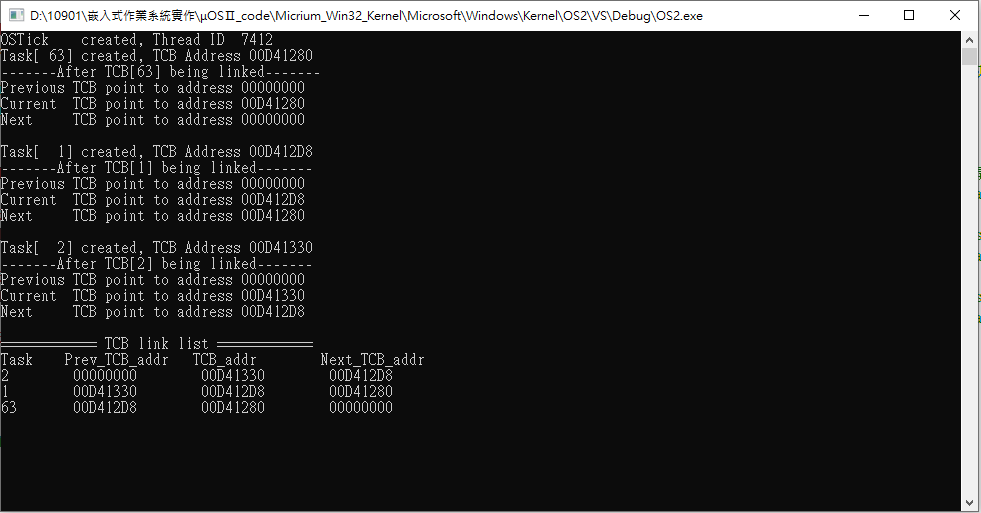 D:\10901\嵌入式作業系統實作\μOSⅡ_code\Micrium_Win32_Kernel\Microsoft\Windows\Kernel\OS2\VS\Debug\OS2.exe
OSTick    created, Thread ID  7412
Task[ 63] created, TCB Address 00D41280
-------After TCB[63] being linked-------
Previous TCB point to address 00000000
Current  TCB point to address 00D41280
Next     TCB point to address 00000000
Task[  1] created, TCB Address 00D412D8
-------After TCB[1] being linked-------
Previous TCB point to address 00000000
Current  TCB point to address 00D412D8
Next     TCB point to address 00D41280
Task[  2] created, TCB Address 00D41330
-------After TCB[2] being linked-------
Previous TCB point to address 00000000
Current  TCB point to address 00D41330
Next     TCB point to address 00D412D8
============ TCB link list ============
Task    Prev_TCB_addr   TCB_addr        Next_TCB_addr
2        00000000        00D41330        00D412D8
1        00D41330        00D412D8        00D41280
63       00D412D8        00D41280        00000000